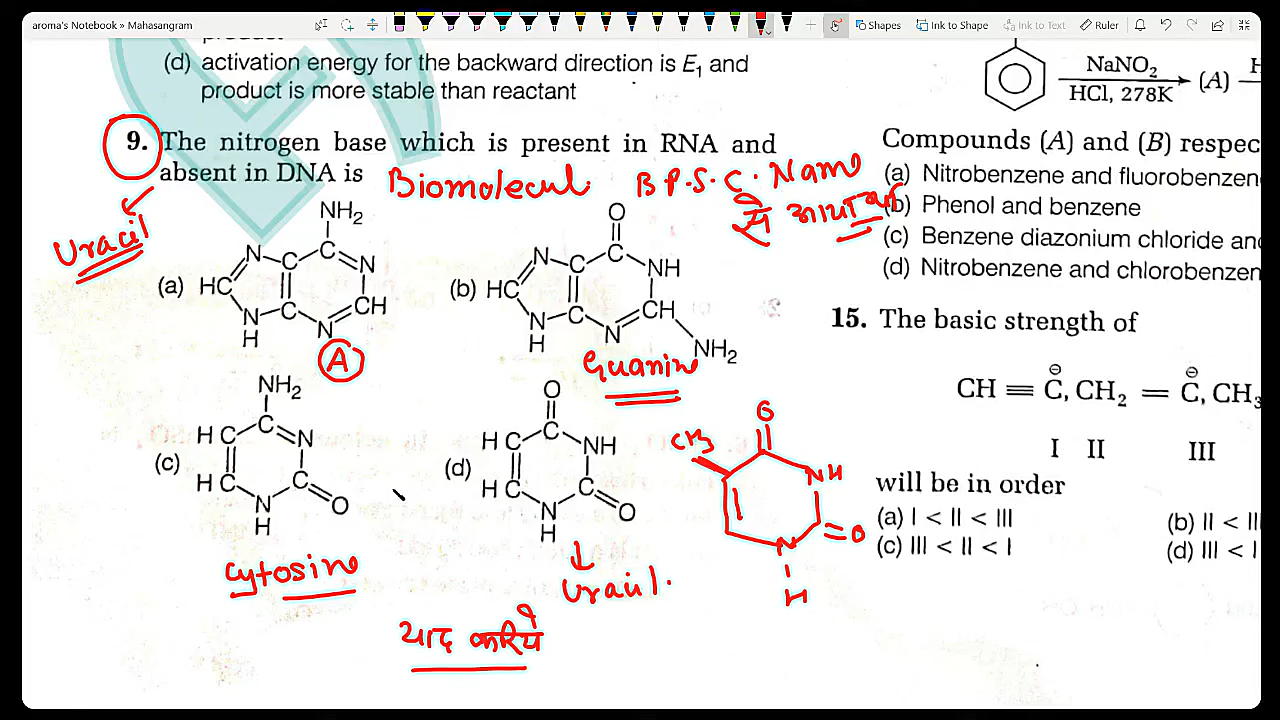 aroma's Notebook » Mahasangram
Shapes Ink to Shape Ink to Text Ruler
product
(d) activation energy for the backward direction is E₁ and
product is more stable than reactant
9. The nitrogen base which is present in RNA and
absent in DNA is
Biomolecul B P.S.C. Name
Uracil
(a) NH₂ N C C N HC C CH N H N
A
(b) O N C C NH HC C CH N H N NH₂
Guanine
(c) NH₂ H C C N H C C N H O
Cytosine
(d) O H C C NH H C C N H O
Uracil.
CH₃ O NH O N H
याद करिये
NaNO₂
HCl, 278K
(A) H
Compounds (A) and (B) respec
(a) Nitrobenzene and fluorobenzen
(b) Phenol and benzene
(c) Benzene diazonium chloride and
(d) Nitrobenzene and chlorobenzen
15. The basic strength of
CH ≡ C⊖, CH₂ = C⊖, CH₃
I II III
will be in order
(a) I < II < III
(b) II < III
(c) III < II < I
(d) III < I